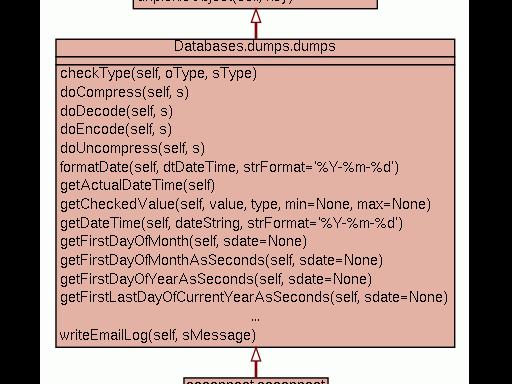 Databases.dumps.dumps
checkType(self, oType, sType)
doCompress(self, s)
doDecode(self, s)
doEncode(self, s)
doUncompress(self, s)
formatDate(self, dtDateTime, strFormat='%Y-%m-%d')
getActualDateTime(self)
getCheckedValue(self, value, type, min=None, max=None)
getDateTime(self, dateString, strFormat='%Y-%m-%d')
getFirstDayOfMonth(self, sdate=None)
getFirstDayOfMonthAsSeconds(self, sdate=None)
getFirstDayOfYearAsSeconds(self, sdate=None)
getFirstLastDayOfCurrentYearAsSeconds(self, sdate=None)
...
writeEmailLog(self, sMessage)